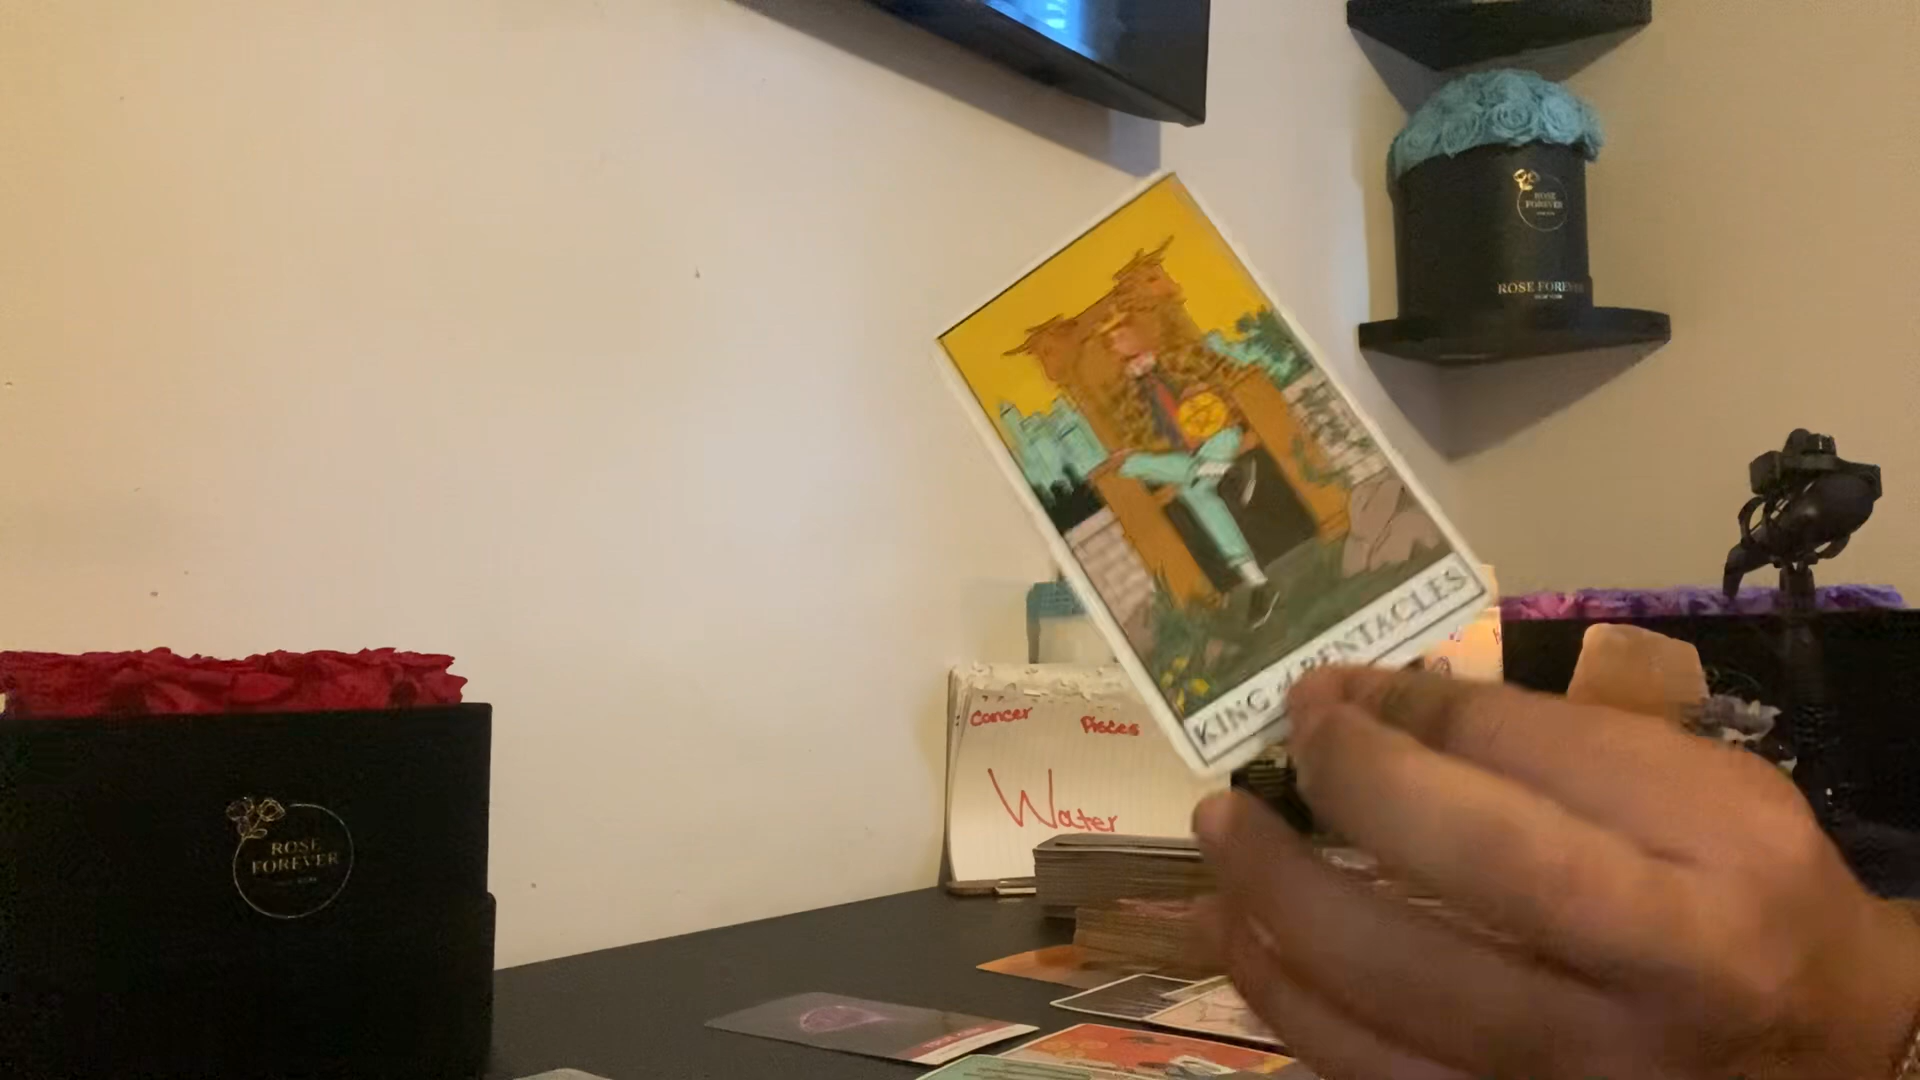 ROSE
FOREVER
ROSE FOREVER
KING of PENTACLES
Cancer Pisces
Water
ROSE
FOREVER